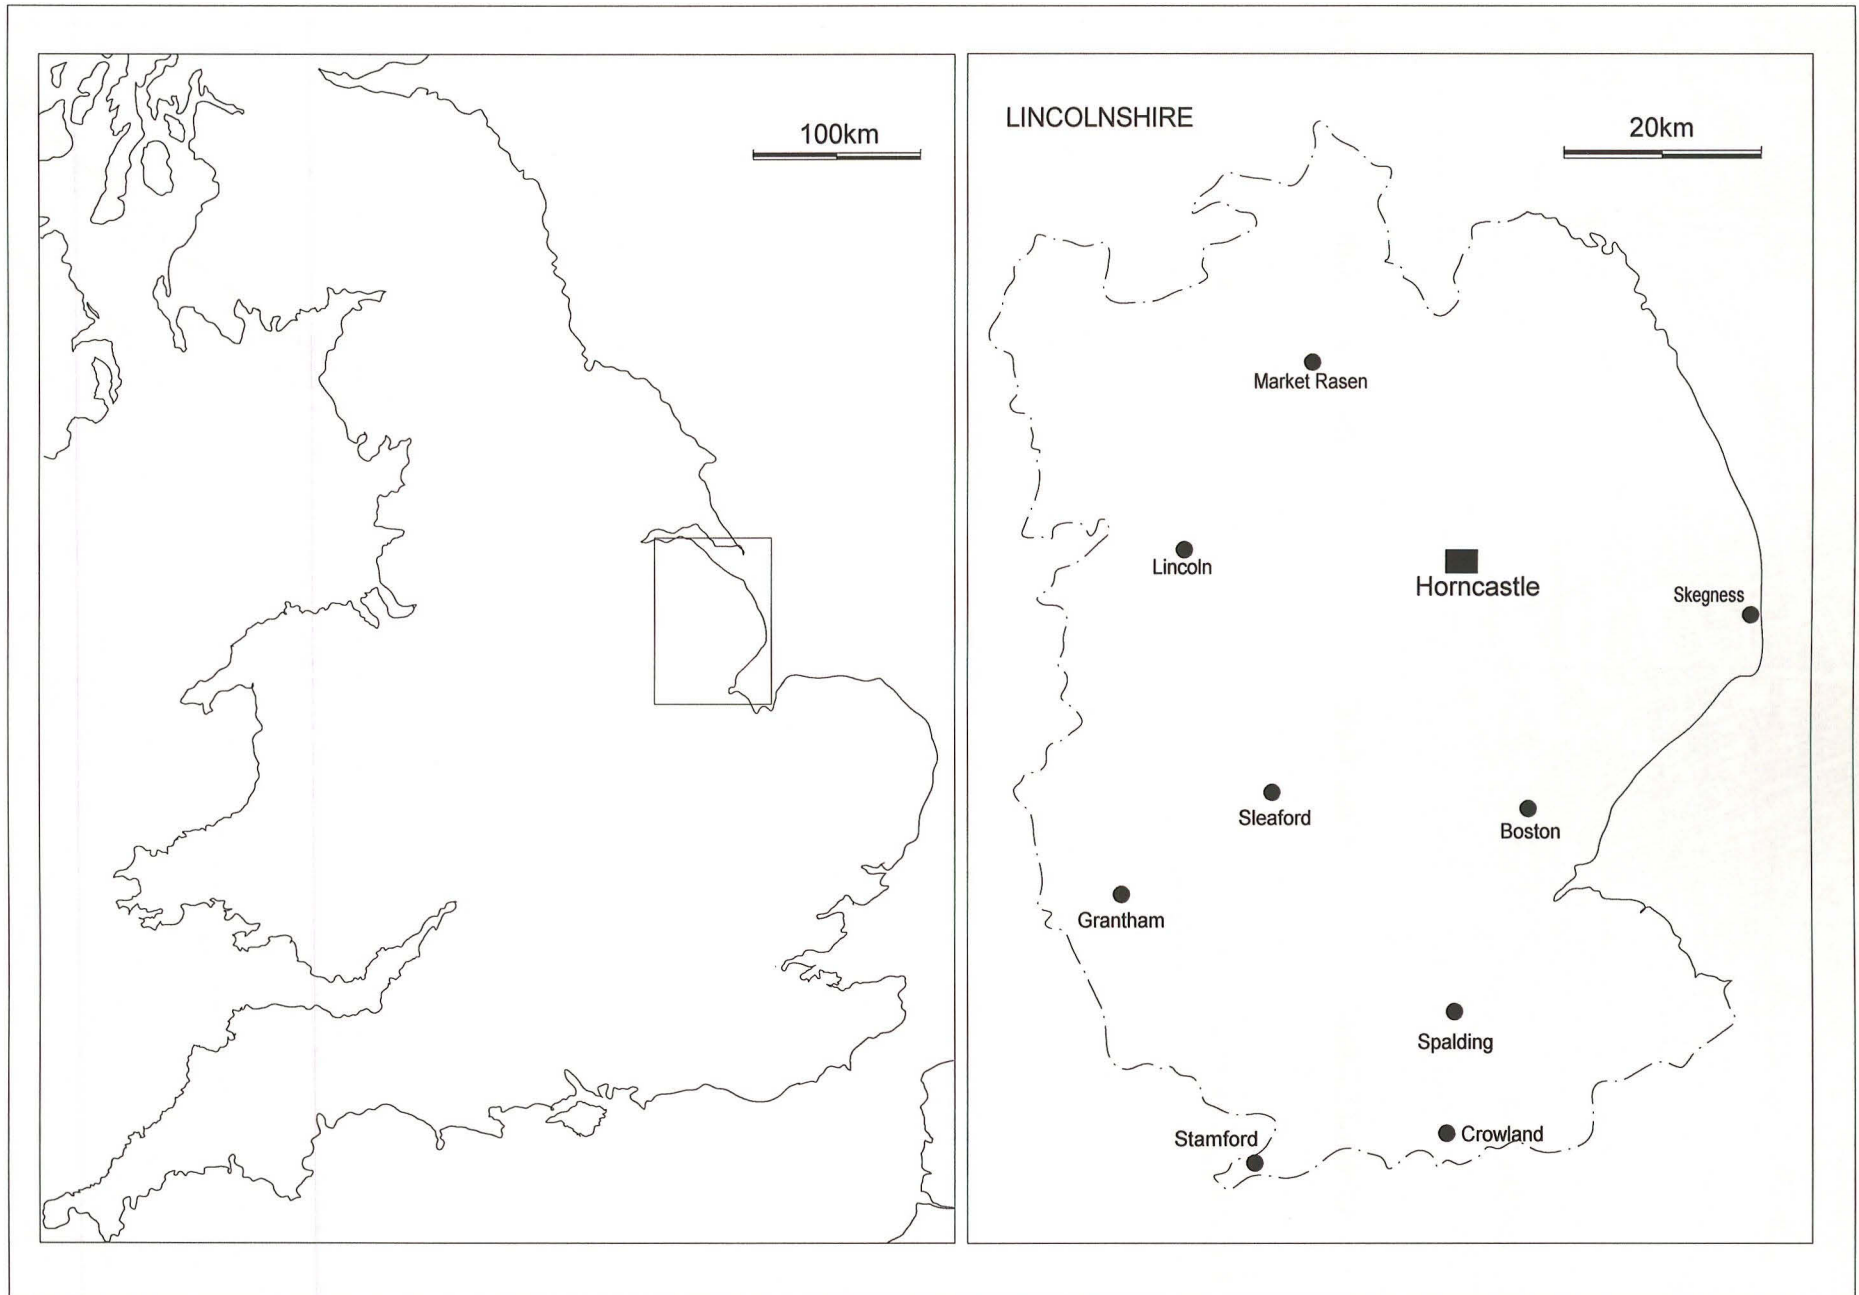 100km
LINCOLNSHIRE
20km
Market Rasen
Lincoln
Horncastle
Skegness
Sleaford
Boston
Grantham
Spalding
Stamford
Crowland